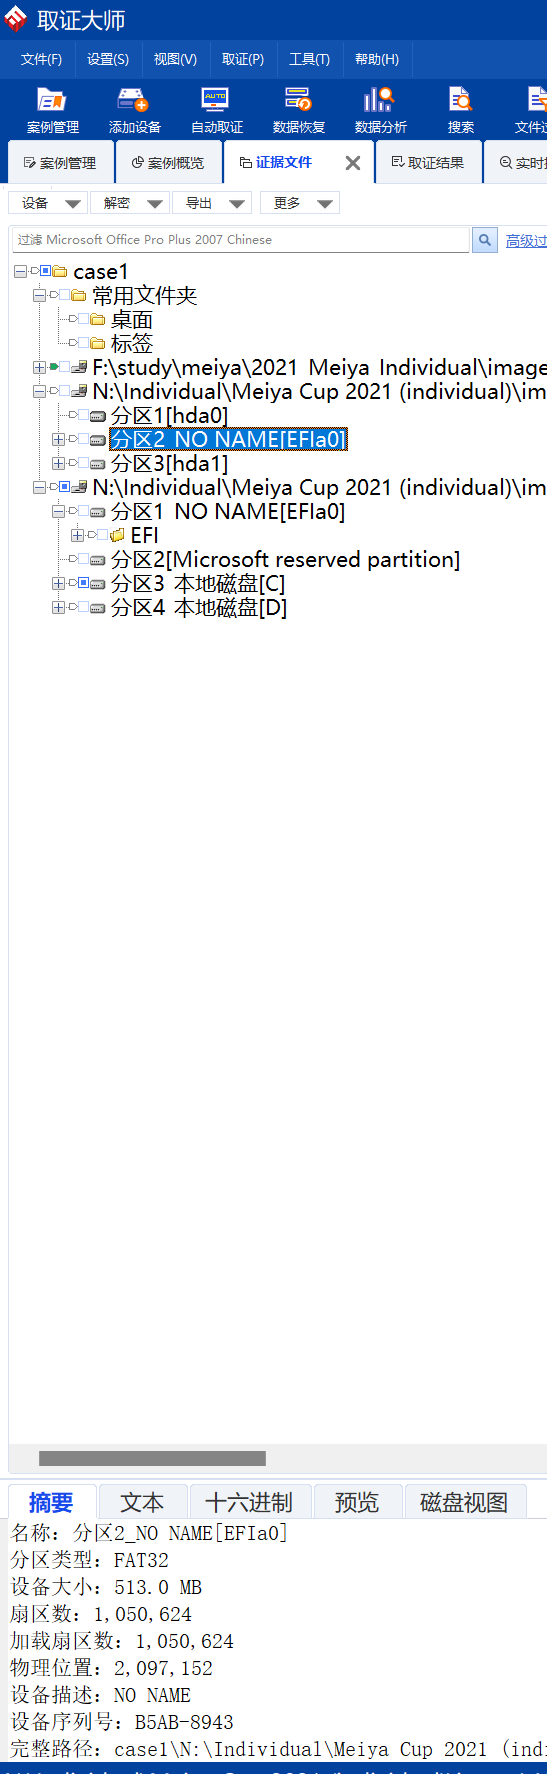 取证大师
文件(F) 设置(S) 视图(V) 取证(P) 工具(T) 帮助(H)
案例管理 添加设备 自动取证 数据恢复 数据分析 搜索 文件过
案例管理 案例概览 证据文件 取证结果 实时搜
设备 解密 导出 更多
过滤 Microsoft Office Pro Plus 2007 Chinese 高级过
case1
常用文件夹
桌面
标签
F:\study\meiya\2021 Meiya Individual\image
N:\Individual\Meiya Cup 2021 (individual)\im
分区1[hda0]
分区2_NO NAME[EFIa0]
分区3[hda1]
N:\Individual\Meiya Cup 2021 (individual)\im
分区1_NO NAME[EFIa0]
EFI
分区2[Microsoft reserved partition]
分区3_本地磁盘[C]
分区4_本地磁盘[D]
摘要 文本 十六进制 预览 磁盘视图
名称: 分区2_NO NAME[EFIa0]
分区类型: FAT32
设备大小: 513.0 MB
扇区数: 1,050,624
加载扇区数: 1,050,624
物理位置: 2,097,152
设备描述: NO NAME
设备序列号: B5AB-8943
完整路径: case1\N:\Individual\Meiya Cup 2021 (indi